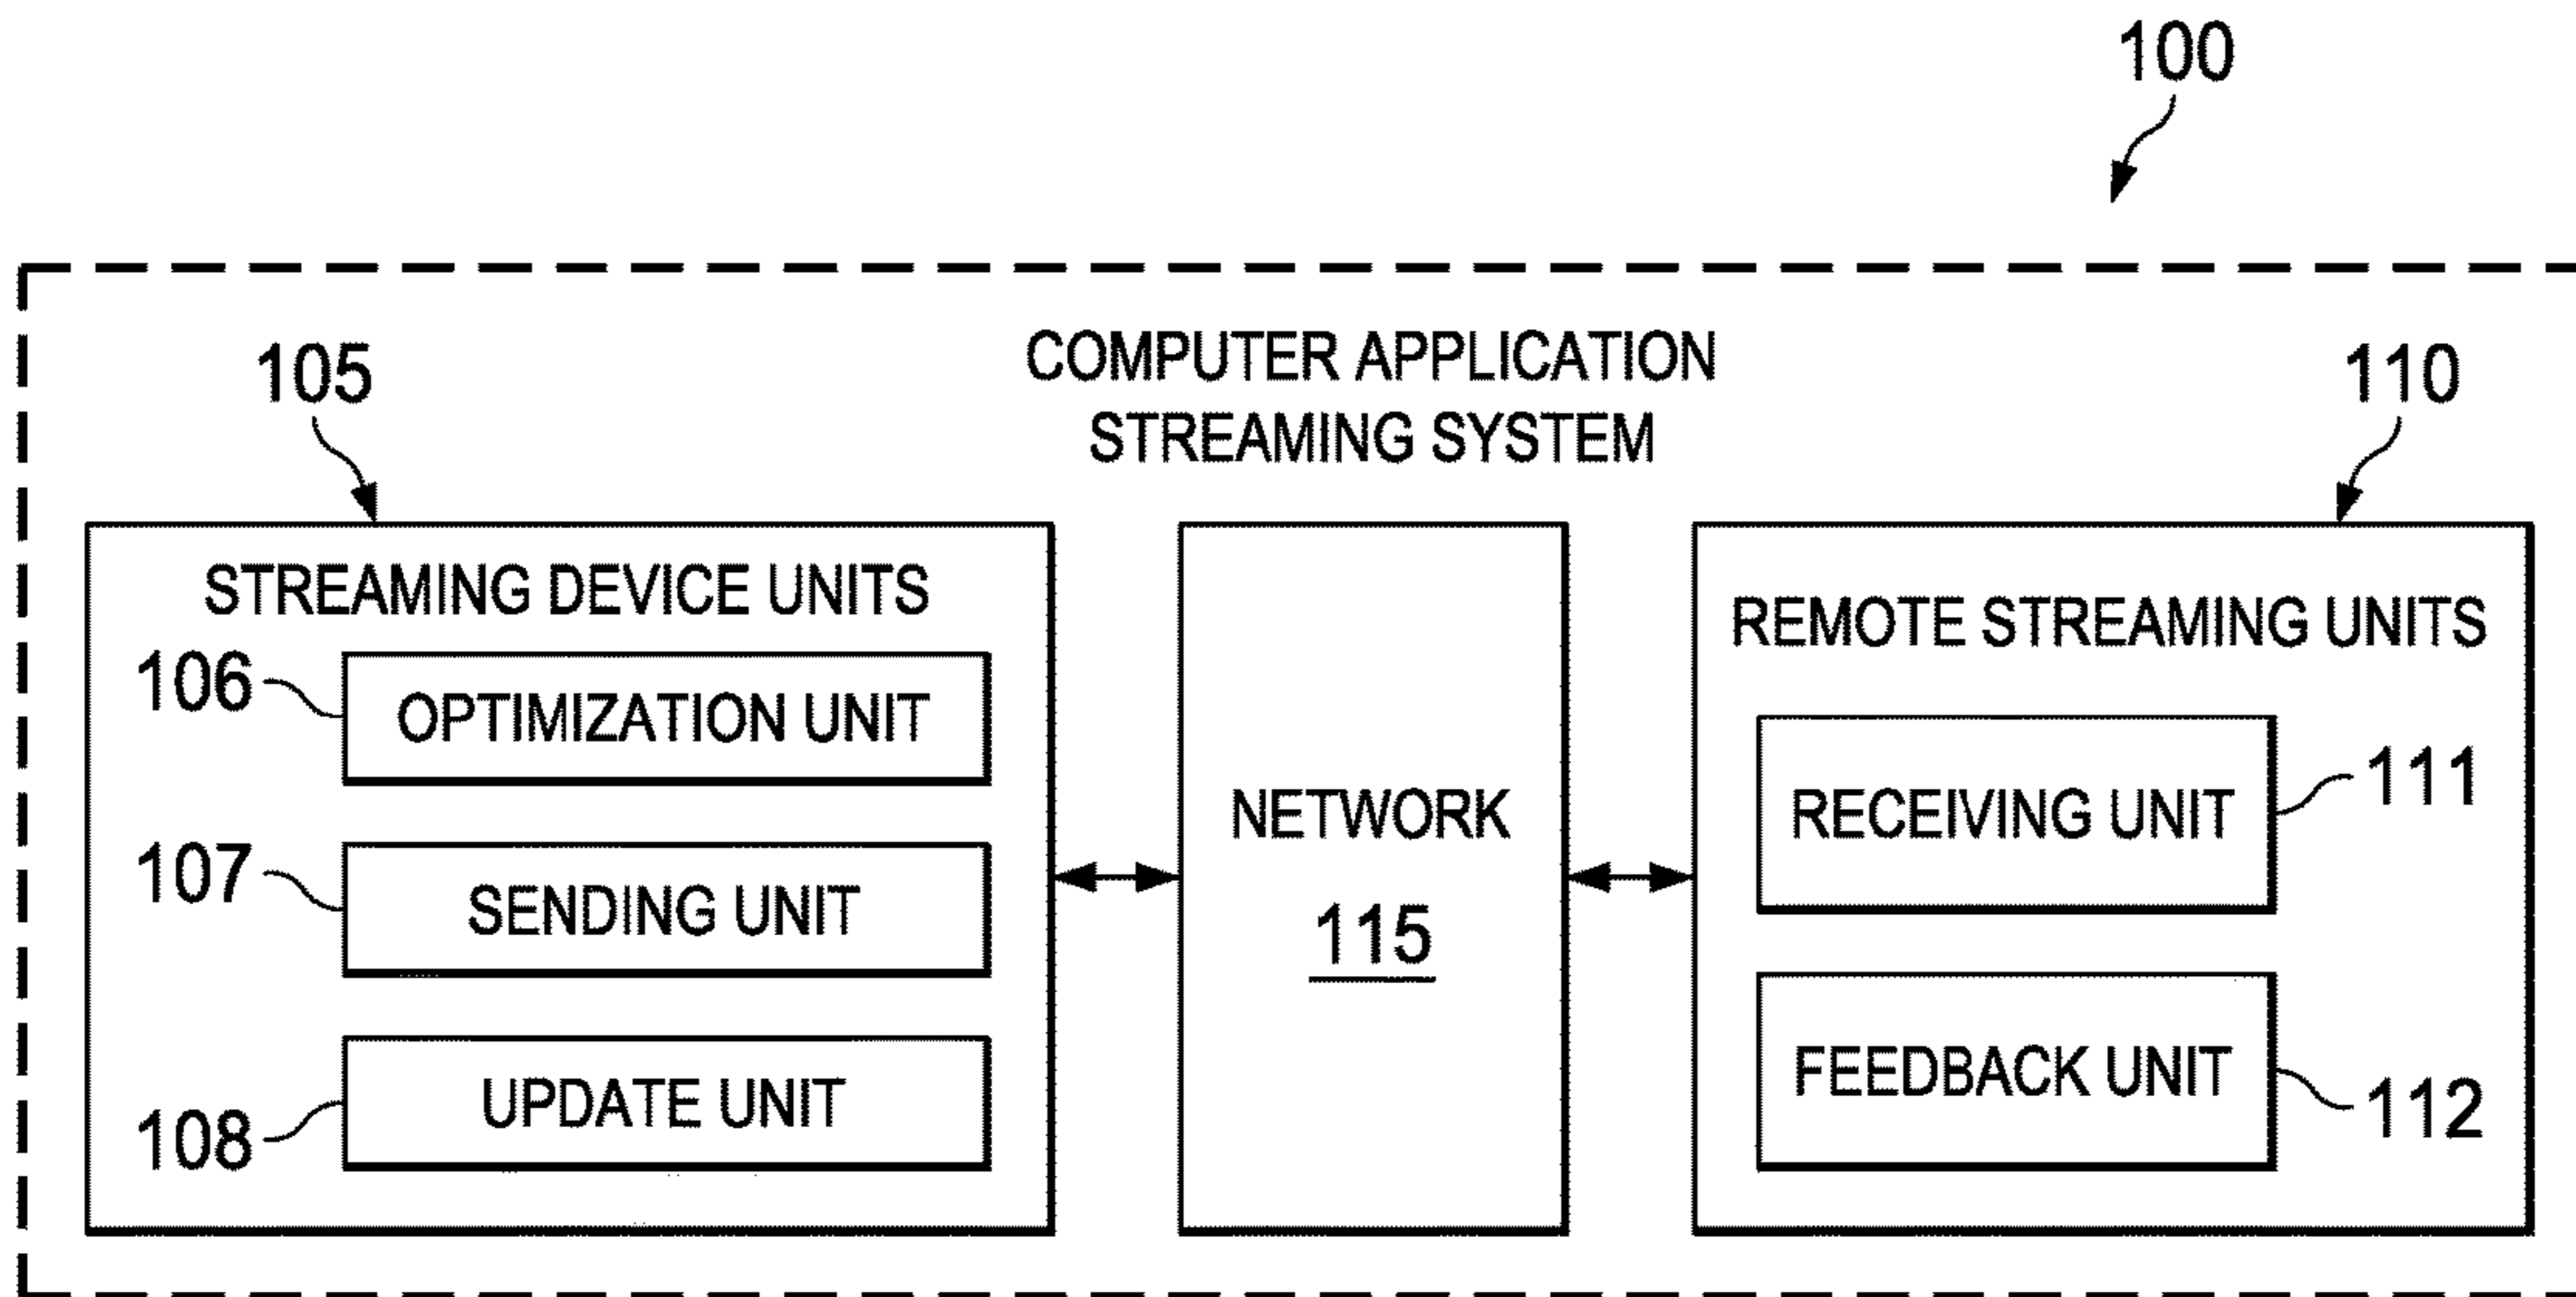 100
COMPUTER APPLICATION
STREAMING SYSTEM
105
110
STREAMING DEVICE UNITS
106
OPTIMIZATION UNIT
107
SENDING UNIT
108
UPDATE UNIT
NETWORK
115
REMOTE STREAMING UNITS
RECEIVING UNIT
111
FEEDBACK UNIT
112